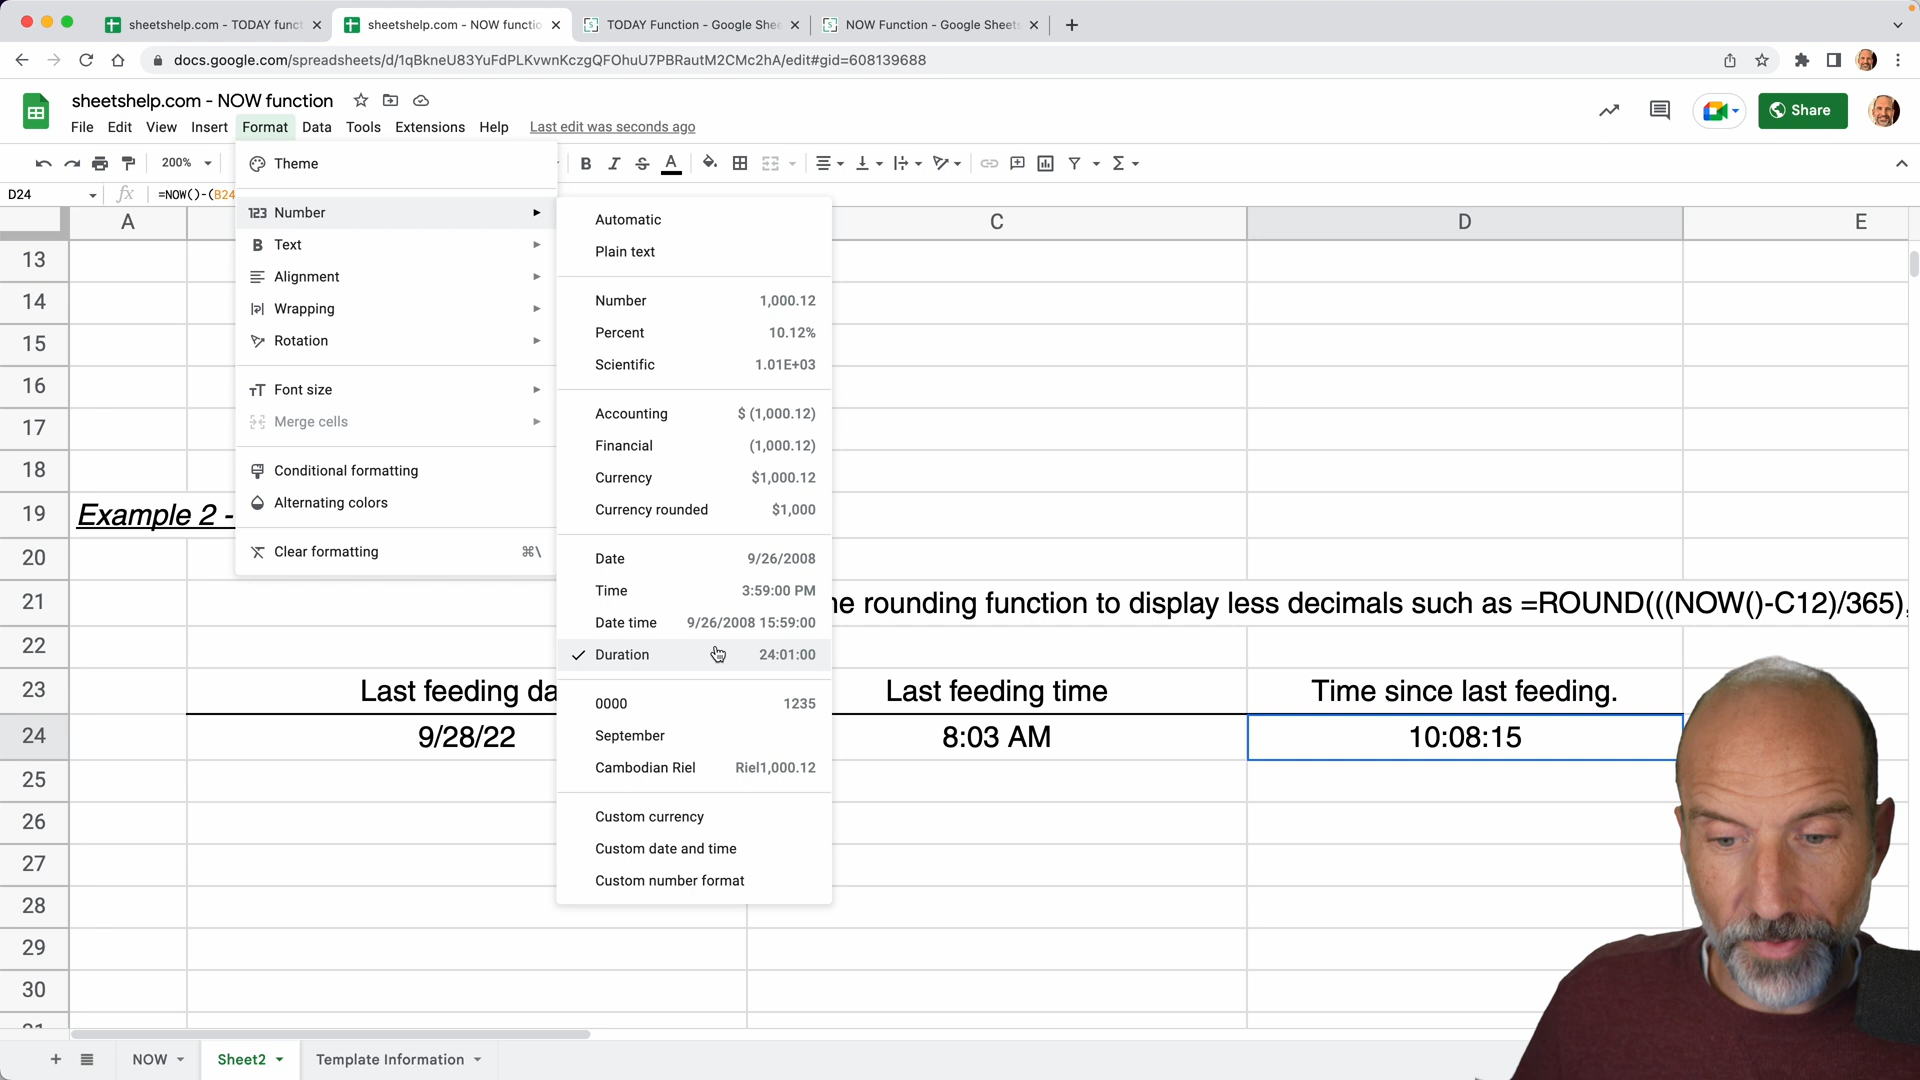 sheetshelp.com - TODAY funct
sheetshelp.com - NOW functio
TODAY Function - Google Shee
NOW Function - Google Sheets
docs.google.com/spreadsheets/d/1qBkneU83YuFdPLKvwnKczgQFOhuU7PBRautM2CMc2hA/edit#gid=608139688
sheetshelp.com - NOW function
Share
File Edit View Insert Format Data Tools Extensions Help Last edit was seconds ago
200%
D24 fx =NOW()-(B24
A C D E
Theme
123 Number
Text
Alignment
Wrapping
Rotation
Font size
Merge cells
Conditional formatting
Alternating colors
Clear formatting ⌘\
Automatic
Plain text
Number 1,000.12
Percent 10.12%
Scientific 1.01E+03
Accounting $ (1,000.12)
Financial (1,000.12)
Currency $1,000.12
Currency rounded $1,000
Date 9/26/2008
Time 3:59:00 PM
Date time 9/26/2008 15:59:00
Duration 24:01:00
0000 1235
September
Cambodian Riel Riel1,000.12
Custom currency
Custom date and time
Custom number format
13
14
15
16
17
18
19 Example 2 -
20
21 rounding function to display less decimals such as =ROUND(((NOW()-C12)/365),
22
23 Last feeding da Last feeding time Time since last feeding.
24 9/28/22 8:03 AM 10:08:15
25
26
27
28
29
30
NOW Sheet2 Template Information